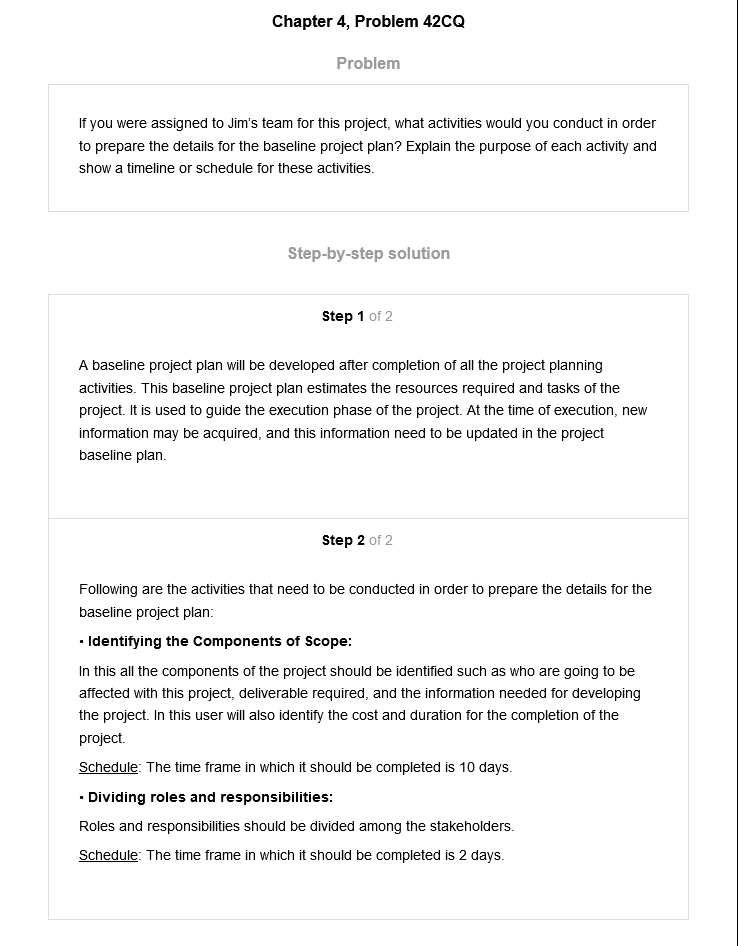 Chapter 4, Problem 42CQ
Problem
If you were assigned to Jim's team for this project, what activities would you conduct in order
to prepare the details for the baseline project plan? Explain the purpose of each activity and
show a timeline or schedule for these activities.
Step-by-step solution
Step 1 of 2
A baseline project plan will be developed after completion of all the project planning
activities. This baseline project plan estimates the resources required and tasks of the
project. It is used to guide the execution phase of the project. At the time of execution, new
information may be acquired, and this information need to be updated in the project
baseline plan.
Step 2 of 2
Following are the activities that need to be conducted in order to prepare the details for the
baseline project plan:
• Identifying the Components of Scope:
In this all the components of the project should be identified such as who are going to be
affected with this project, deliverable required, and the information needed for developing
the project. In this user will also identify the cost and duration for the completion of the
project.
Schedule: The time frame in which it should be completed is 10 days.
• Dividing roles and responsibilities:
Roles and responsibilities should be divided among the stakeholders.
Schedule: The time frame in which it should be completed is 2 days.